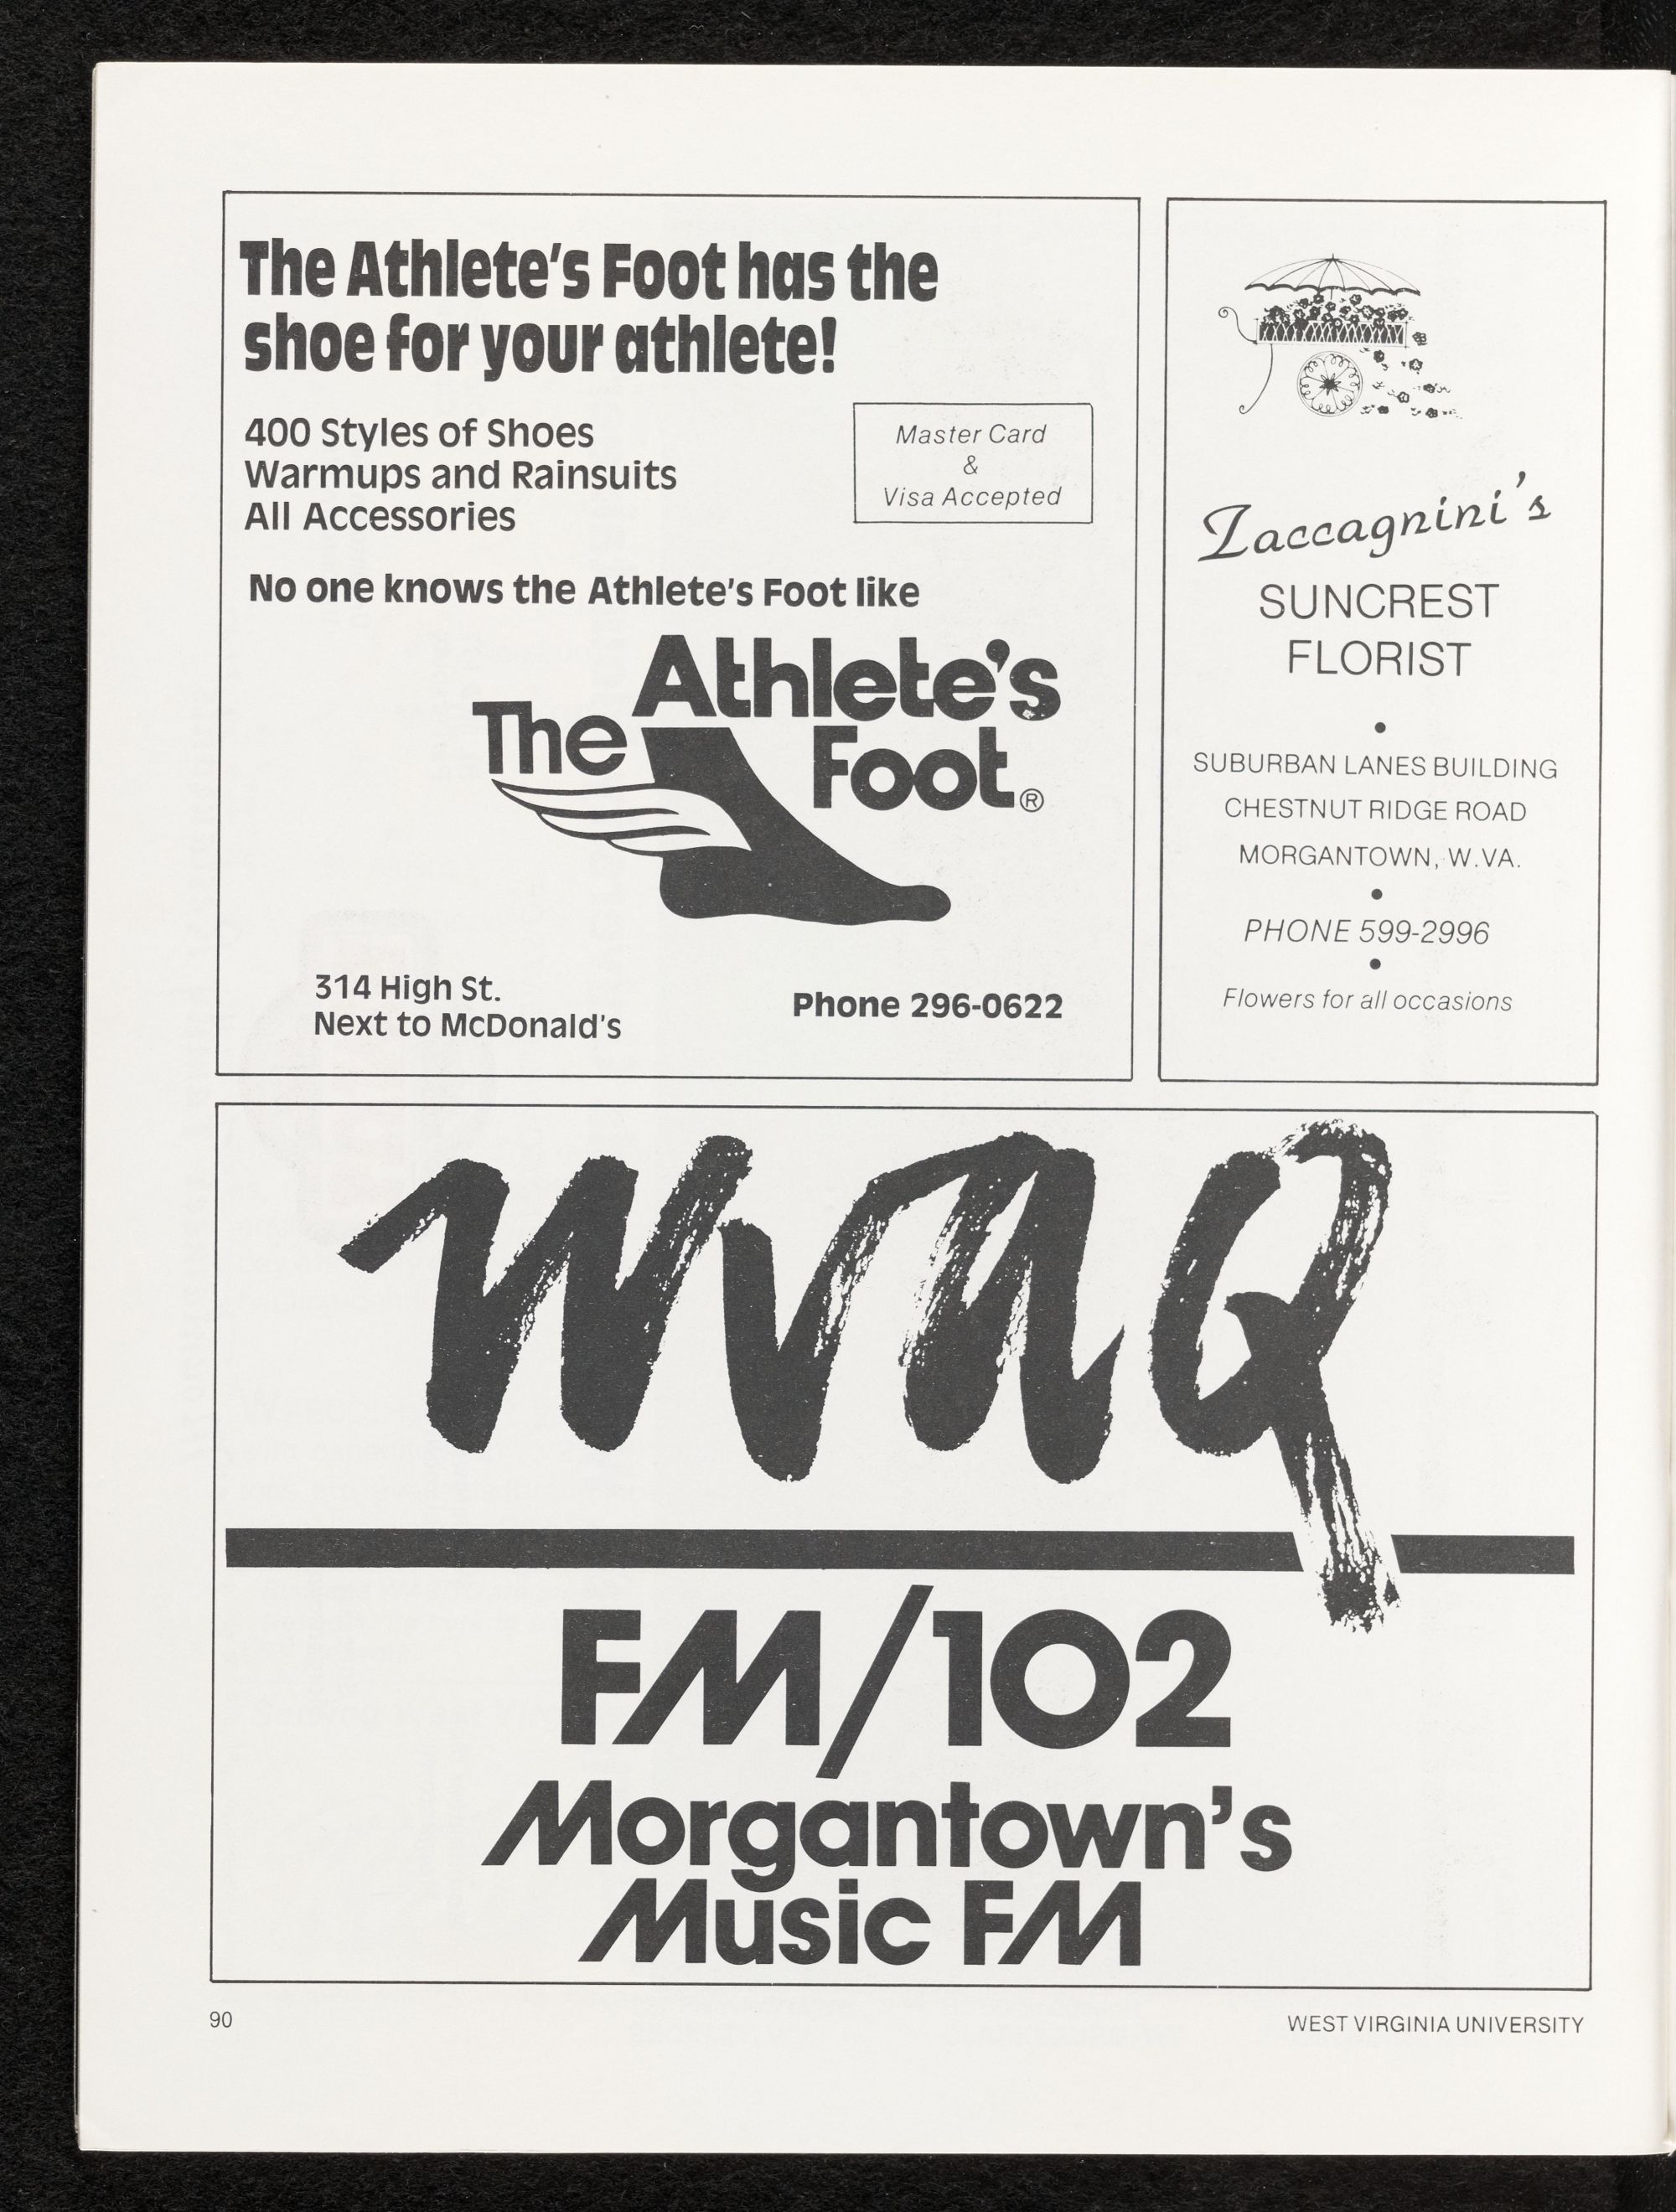 The Athlete's Foot has the
shoe for your athlete!
400 Styles of Shoes
Warmups and Rainsuits
All Accessories
Master Card
&
Visa Accepted
No one knows the Athlete's Foot like
The Athlete's
Foot®
314 High St.
Next to McDonald's
Phone 296-0622
Zaccagnini's
SUNCREST
FLORIST
•
SUBURBAN LANES BUILDING
CHESTNUT RIDGE ROAD
MORGANTOWN, W.VA.
•
PHONE 599-2996
•
Flowers for all occasions
WVAQ
FM/102
Morgantown's
Music FM
90
WEST VIRGINIA UNIVERSITY